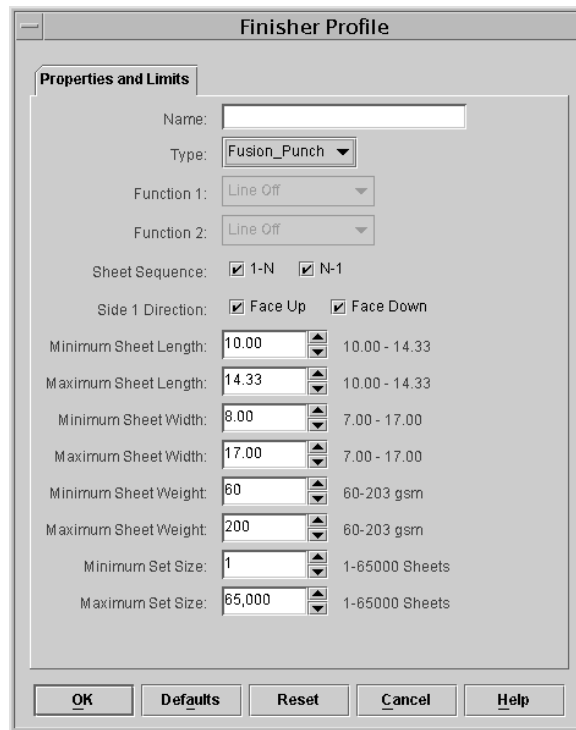 Finisher Profile
Properties and Limits
Name:
Type: Fusion_Punch
Function 1: Line Off
Function 2: Line Off
Sheet Sequence: 1-N N-1
Side 1 Direction: Face Up Face Down
Minimum Sheet Length: 10.00 10.00 - 14.33
Maximum Sheet Length: 14.33 10.00 - 14.33
Minimum Sheet Width: 8.00 7.00 - 17.00
Maximum Sheet Width: 17.00 7.00 - 17.00
Minimum Sheet Weight: 60 60-203 gsm
Maximum Sheet Weight: 200 60-203 gsm
Minimum Set Size: 1 1-65000 Sheets
Maximum Set Size: 65,000 1-65000 Sheets
OK Defaults Reset Cancel Help